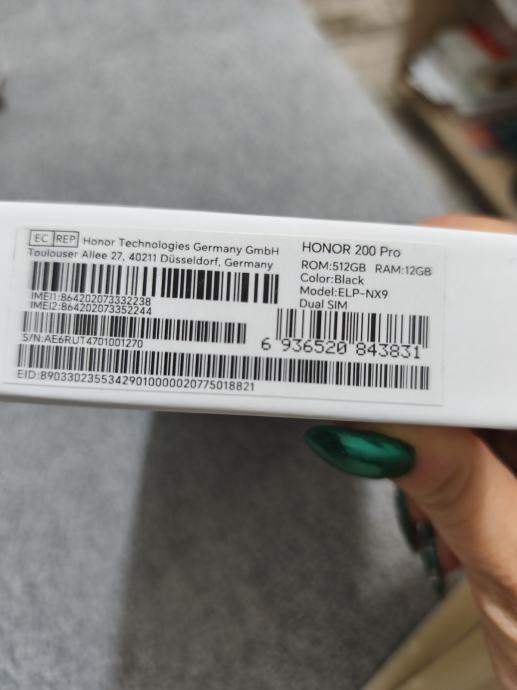 EC REP Honor Technologies Germany GmbH
Toulouser Allee 27, 40211 Düsseldorf, Germany
IMEI1:864202073332238
IMEI2:864202073352244
S/N:AE6RUT4701001270
EID:89033023553429010000020775018821
HONOR 200 Pro
ROM:512GB RAM:12GB
Color:Black
Model:ELP-NX9
Dual SIM
6 936520 843831